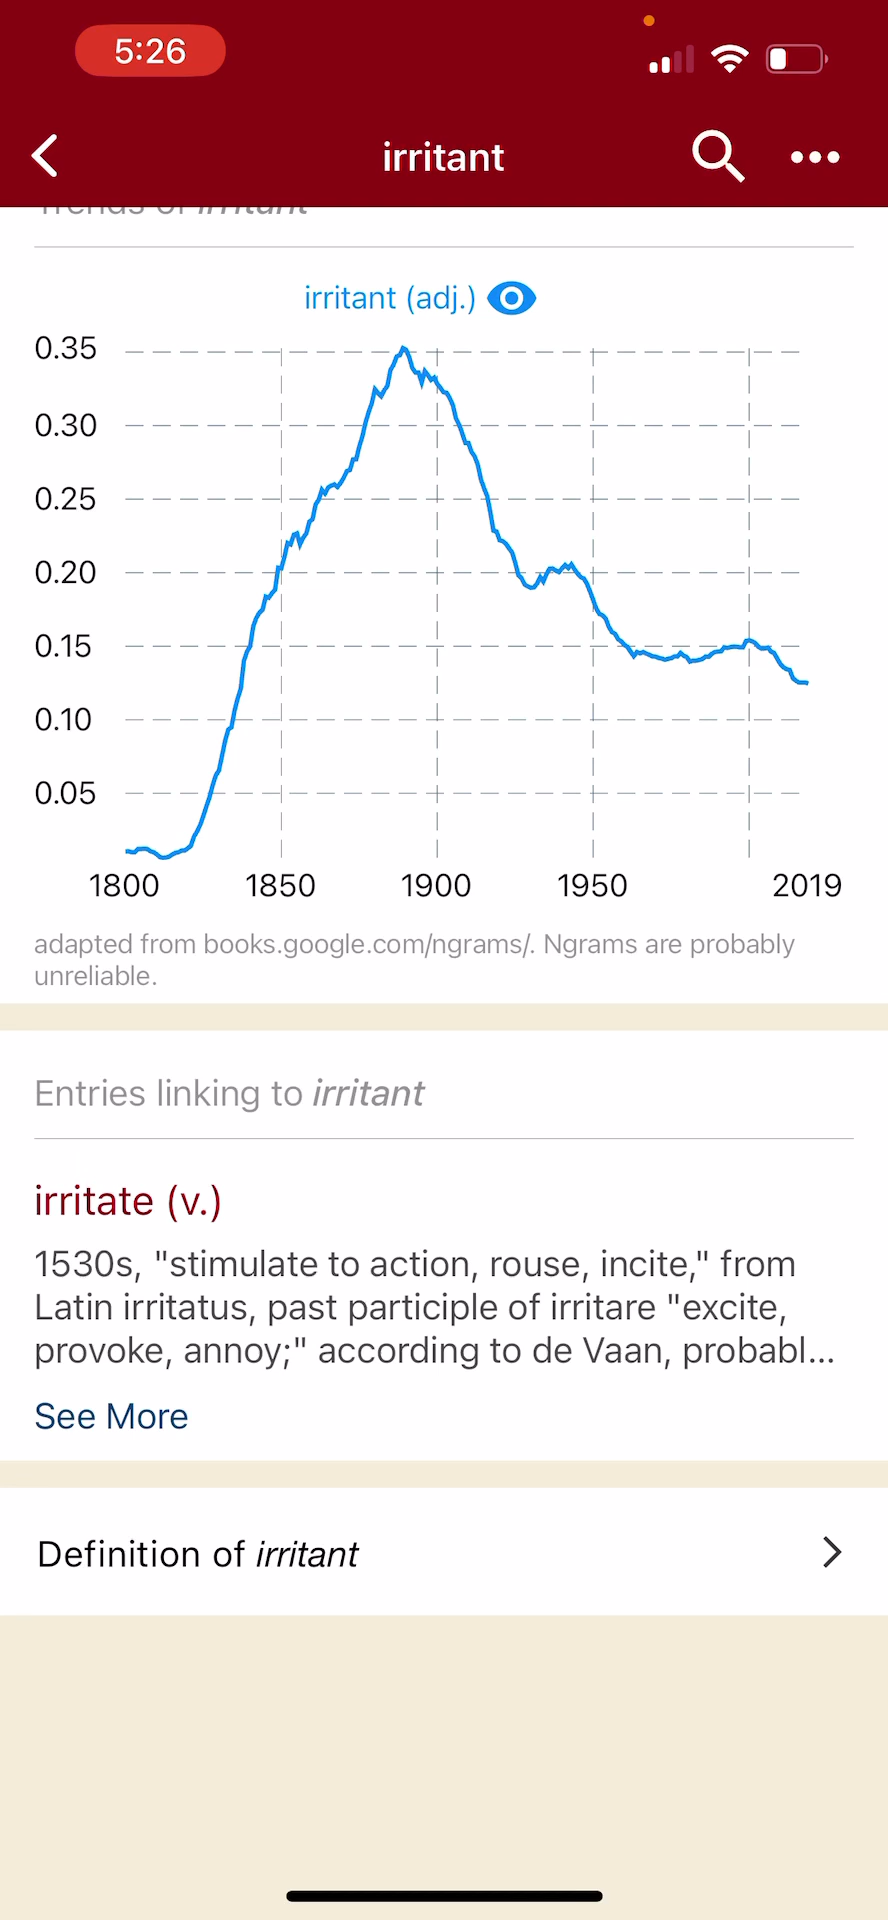 5:26
irritant
Trends of irritant
irritant (adj.)
0.35
0.30
0.25
0.20
0.15
0.10
0.05
1800 1850 1900 1950 2019
adapted from books.google.com/ngrams/. Ngrams are probably
unreliable.
Entries linking to irritant
irritate (v.)
1530s, "stimulate to action, rouse, incite," from
Latin irritatus, past participle of irritare "excite,
provoke, annoy;" according to de Vaan, probabl...
See More
Definition of irritant